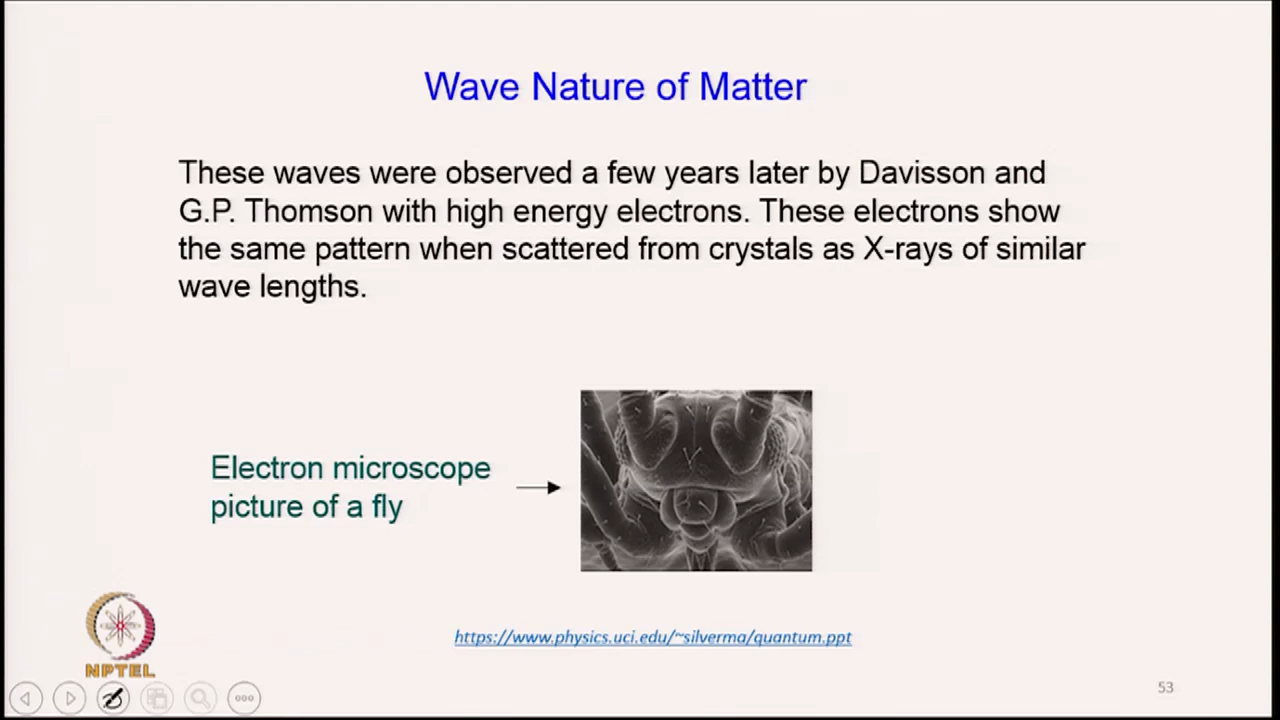 Wave Nature of Matter
These waves were observed a few years later by Davisson and
G.P. Thomson with high energy electrons. These electrons show
the same pattern when scattered from crystals as X-rays of similar
wave lengths.
Electron microscope
picture of a fly
https://www.physics.uci.edu/~silverma/quantum.ppt
NPTEL
53